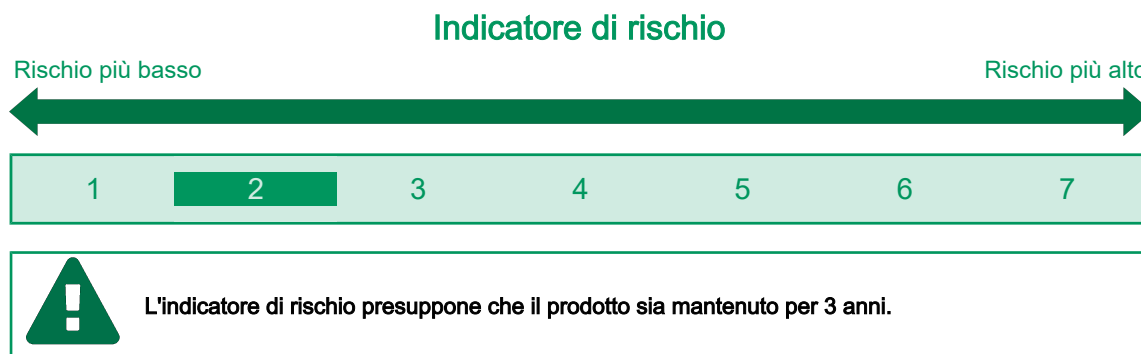 Indicatore di rischio
Rischio più basso Rischio più alto
1 2 3 4 5 6 7
L'indicatore di rischio presuppone che il prodotto sia mantenuto per 3 anni.